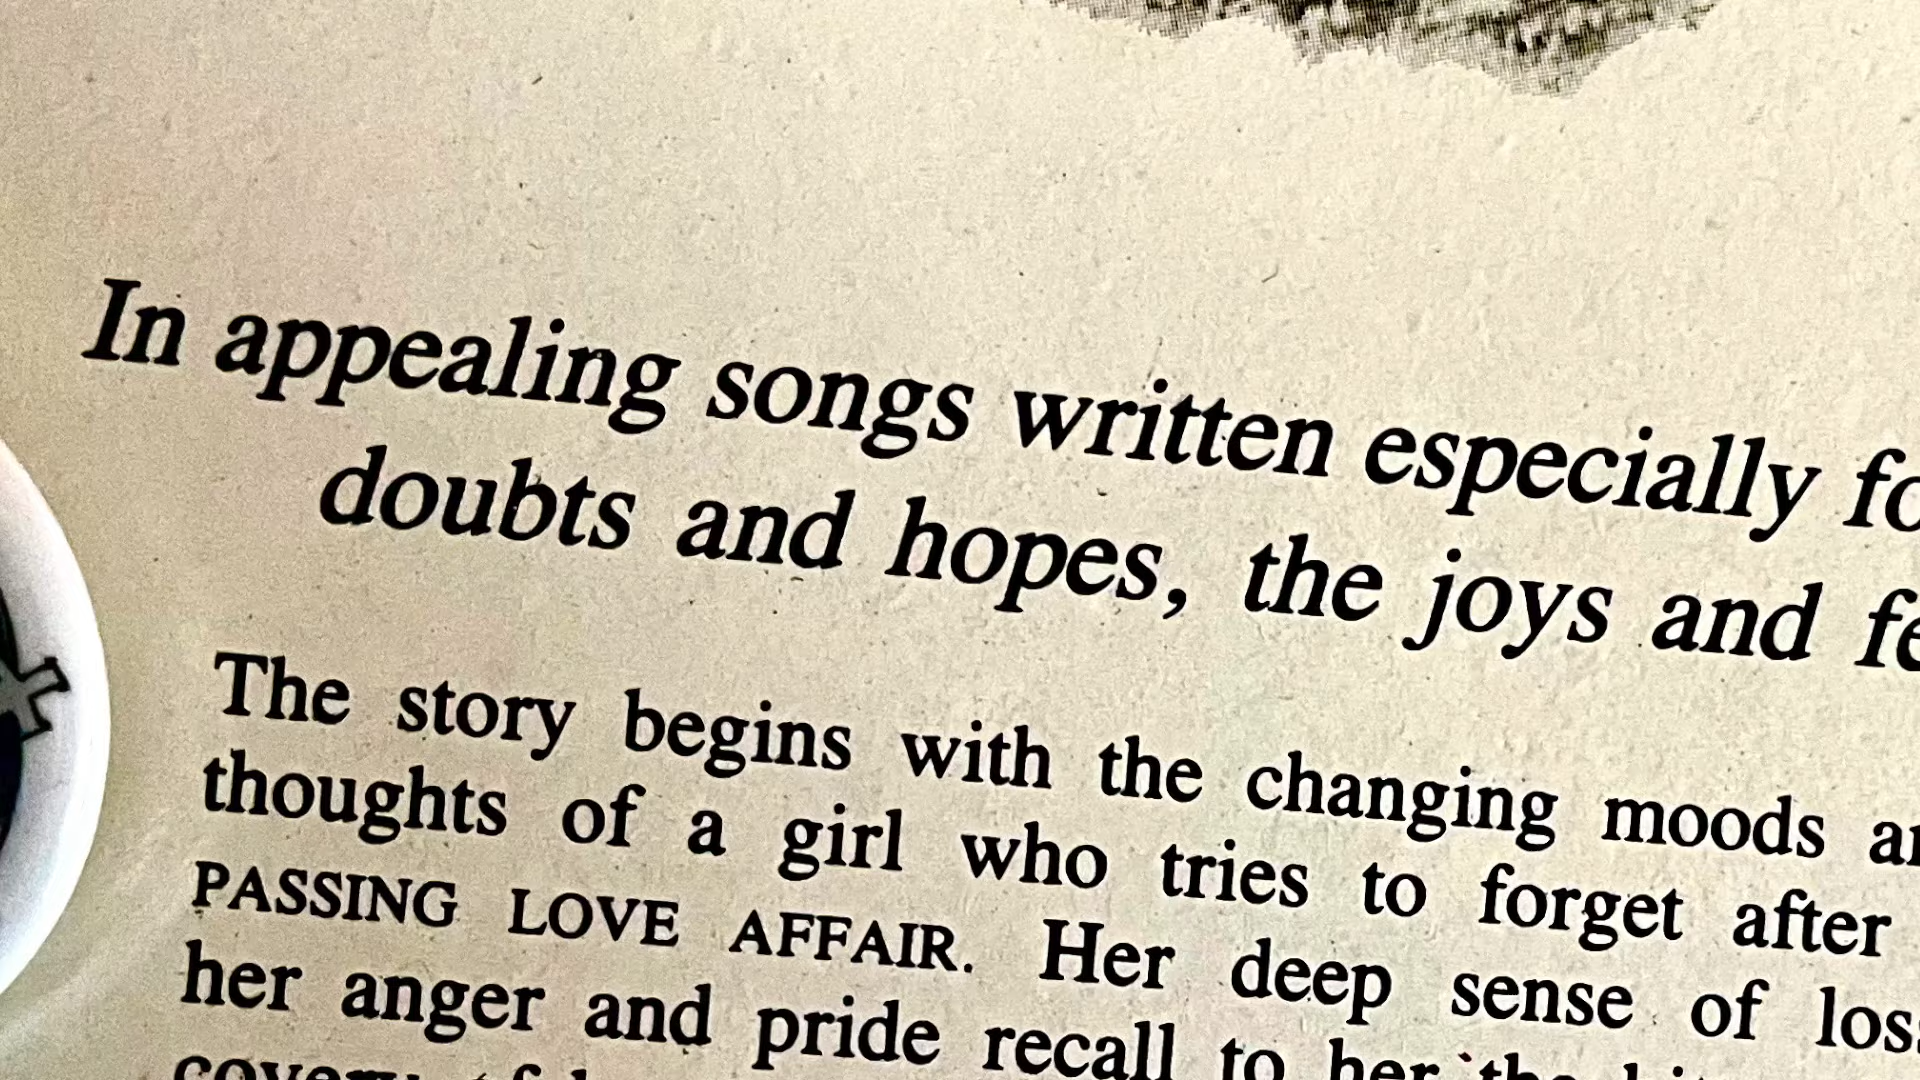 In appealing songs written especially fo
doubts and hopes, the joys and fe
The story begins with the changing moods an
thoughts of a girl who tries to forget after
PASSING LOVE AFFAIR. Her deep sense of loss
her anger and pride recall to her the